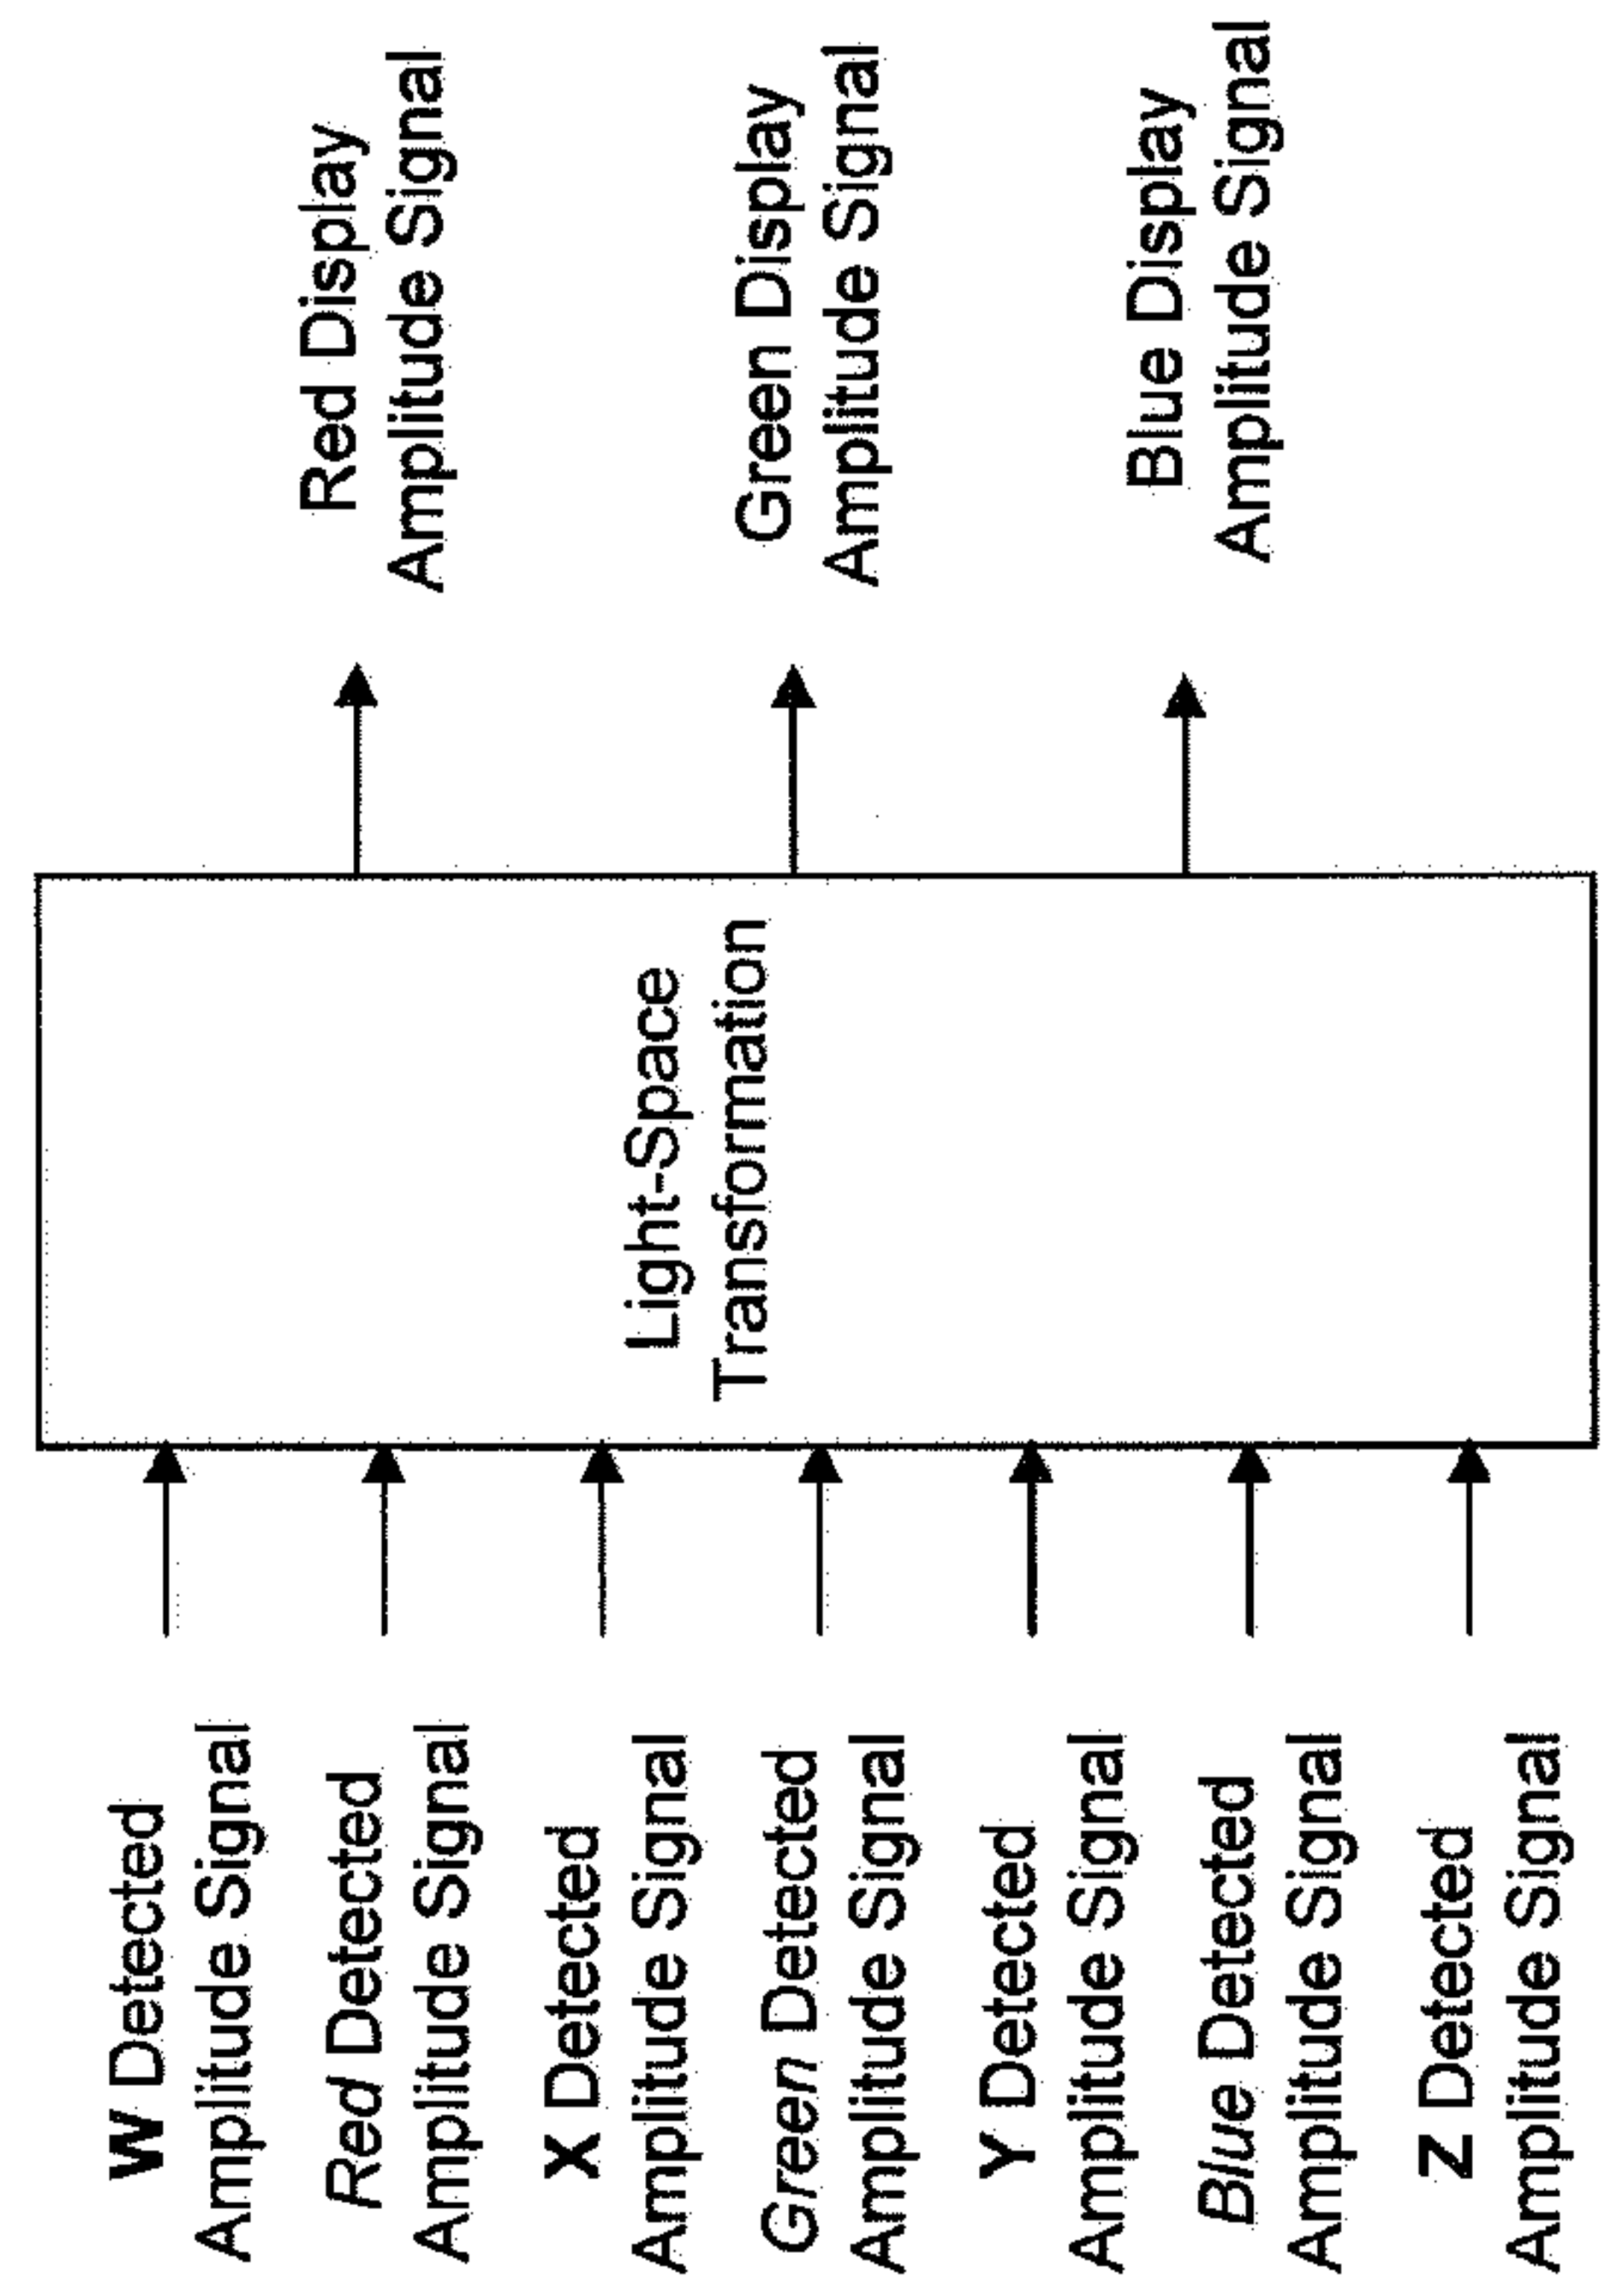 W Detected
Amplitude Signal
Red Detected
Amplitude Signal
X Detected
Amplitude Signal
Green Detected
Amplitude Signal
Y Detected
Amplitude Signal
Blue Detected
Amplitude Signal
Z Detected
Amplitude Signal
Light-Space
Transformation
Red Display
Amplitude Signal
Green Display
Amplitude Signal
Blue Display
Amplitude Signal